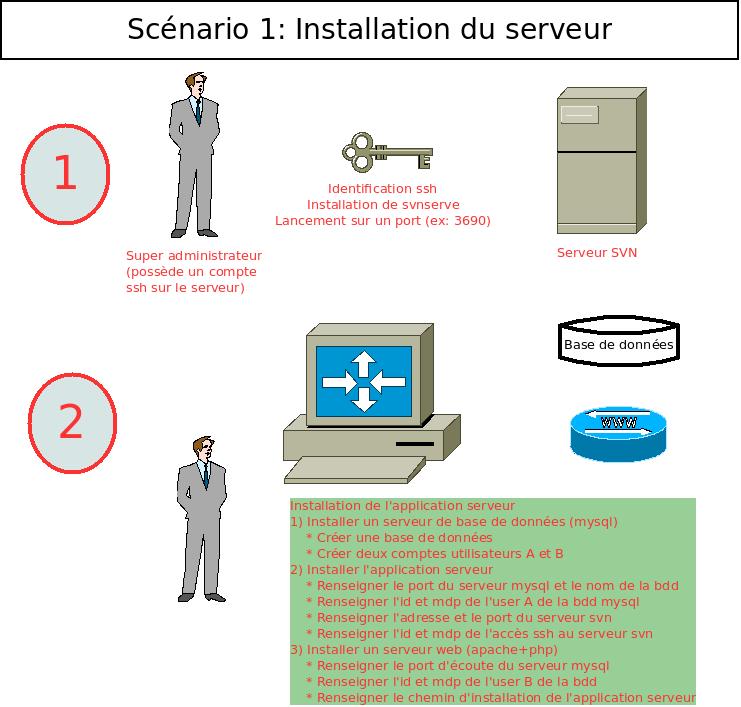 Scénario 1: Installation du serveur
1
Identification ssh
Installation de svnserve
Lancement sur un port (ex: 3690)
Super administrateur
(possède un compte
ssh sur le serveur)
Serveur SVN
Base de données
2
WWW
Installation de l'application serveur
1) Installer un serveur de base de données (mysql)
* Créer une base de données
* Créer deux comptes utilisateurs A et B
2) Installer l'application serveur
* Renseigner le port du serveur mysql et le nom de la bdd
* Renseigner l'id et mdp de l'user A de la bdd mysql
* Renseigner l'adresse et le port du serveur svn
* Renseigner l'id et mdp de l'accès ssh au serveur svn
3) Installer un serveur web (apache+php)
* Renseigner le port d'écoute du serveur mysql
* Renseigner l'id et mdp de l'user B de la bdd
* Renseigner le chemin d'installation de l'application serveur